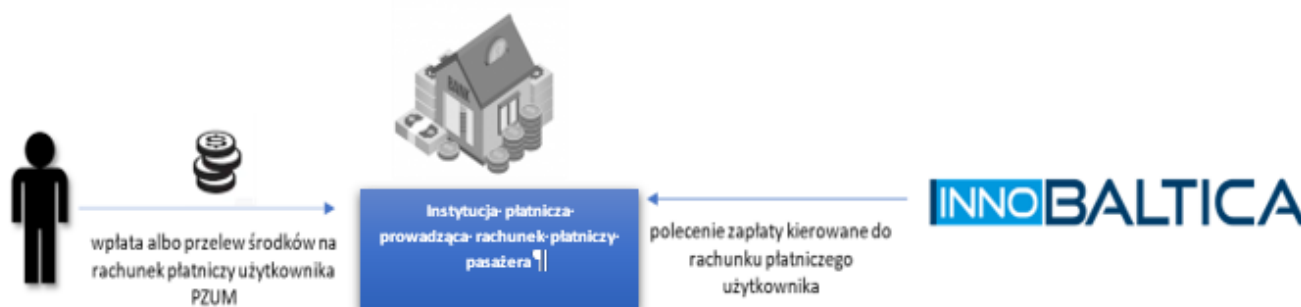 BANK
wpłata albo przelew środków na
rachunek płatniczy użytkownika
PZUM
Instytucja- płatnicza-
prowadząca- rachunek-płatniczy-
pasażera¶
polecenie zapłaty kierowane do
rachunku płatniczego
użytkownika
INNOBALTICA